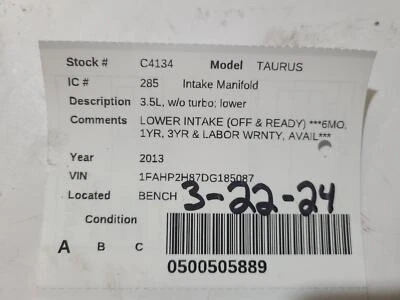 Stock # C4134 Model TAURUS
IC # 285 Intake Manifold
Description 3.5L, w/o turbo; lower
Comments LOWER INTAKE (OFF & READY) ***6MO,
1YR, 3YR & LABOR WRNTY, AVAIL***
Year 2013
VIN 1FAHP2H87DG185087
Located BENCH 3-22-24
Condition
A B C
0500505889